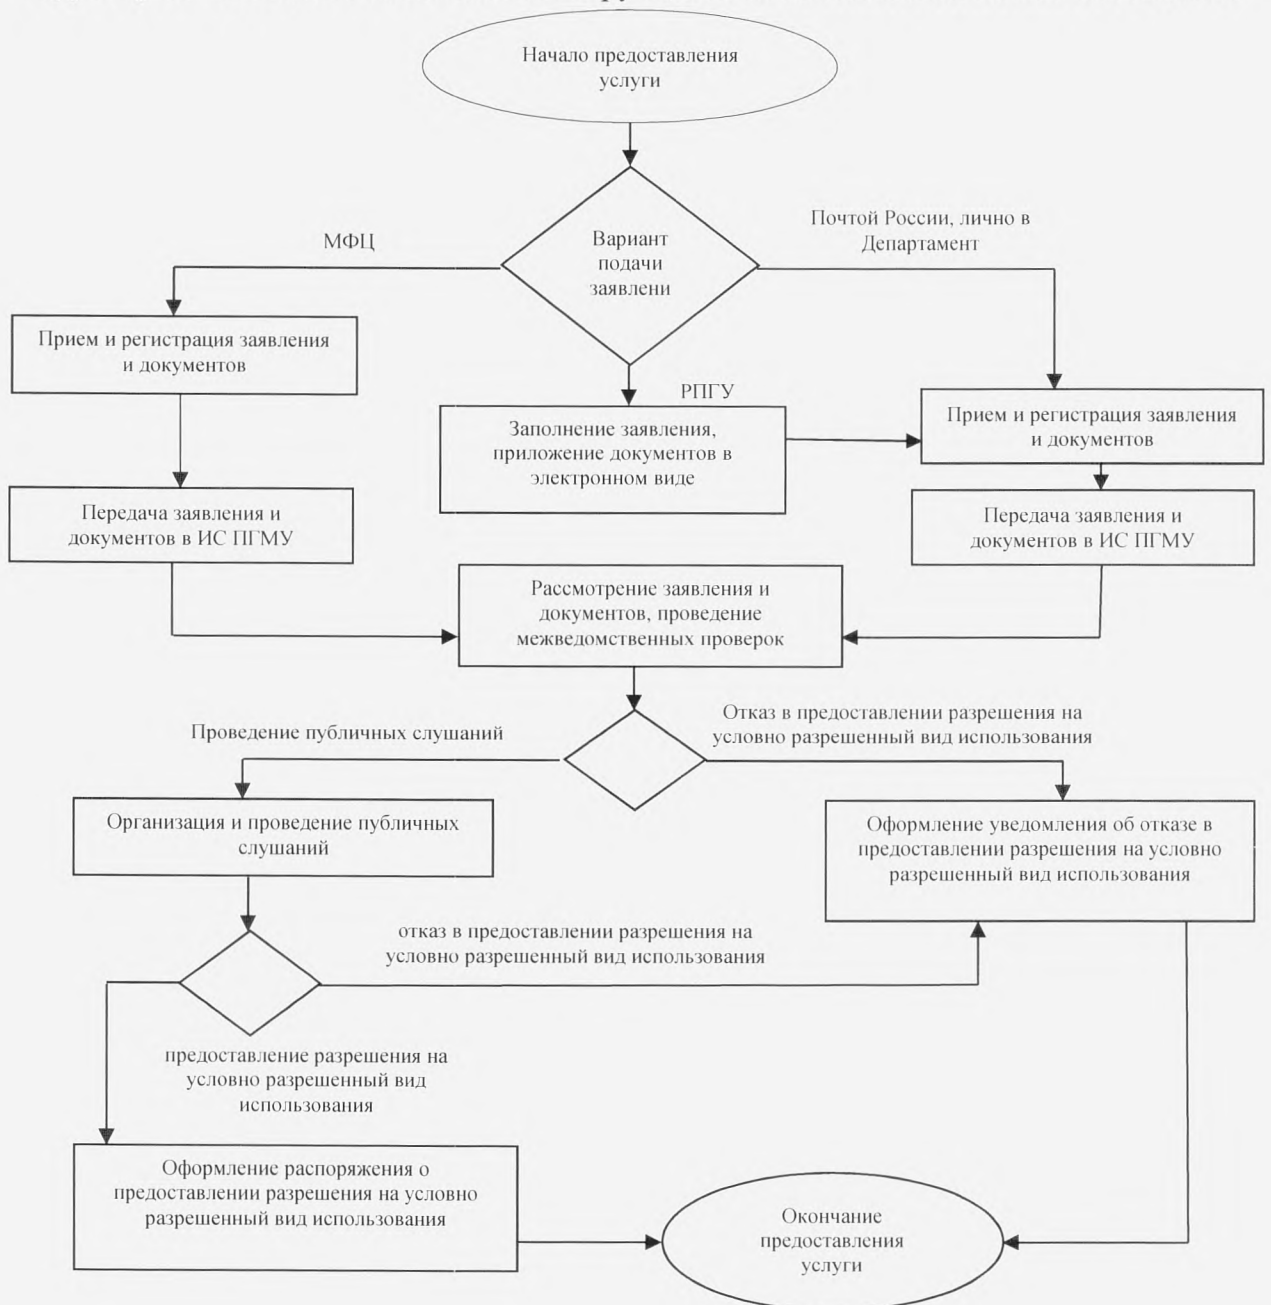 Начало предоставления
услуги
Вариант
подачи
заявлени
МФЦ
Почтой России, лично в
Департамент
РПГУ
Прием и регистрация заявления
и документов
Заполнение заявления,
приложение документов в
электронном виде
Прием и регистрация заявления
и документов
Передача заявления и
документов в ИС ПГМУ
Передача заявления и
документов в ИС ПГМУ
Рассмотрение заявления и
документов, проведение
межведомственных проверок
Проведение публичных слушаний
Отказ в предоставлении разрешения на
условно разрешенный вид использования
Организация и проведение публичных
слушаний
Оформление уведомления об отказе в
предоставлении разрешения на условно
разрешенный вид использования
отказ в предоставлении разрешения на
условно разрешенный вид использования
предоставление разрешения на
условно разрешенный вид
использования
Оформление распоряжения о
предоставлении разрешения на условно
разрешенный вид использования
Окончание
предоставления
услуги